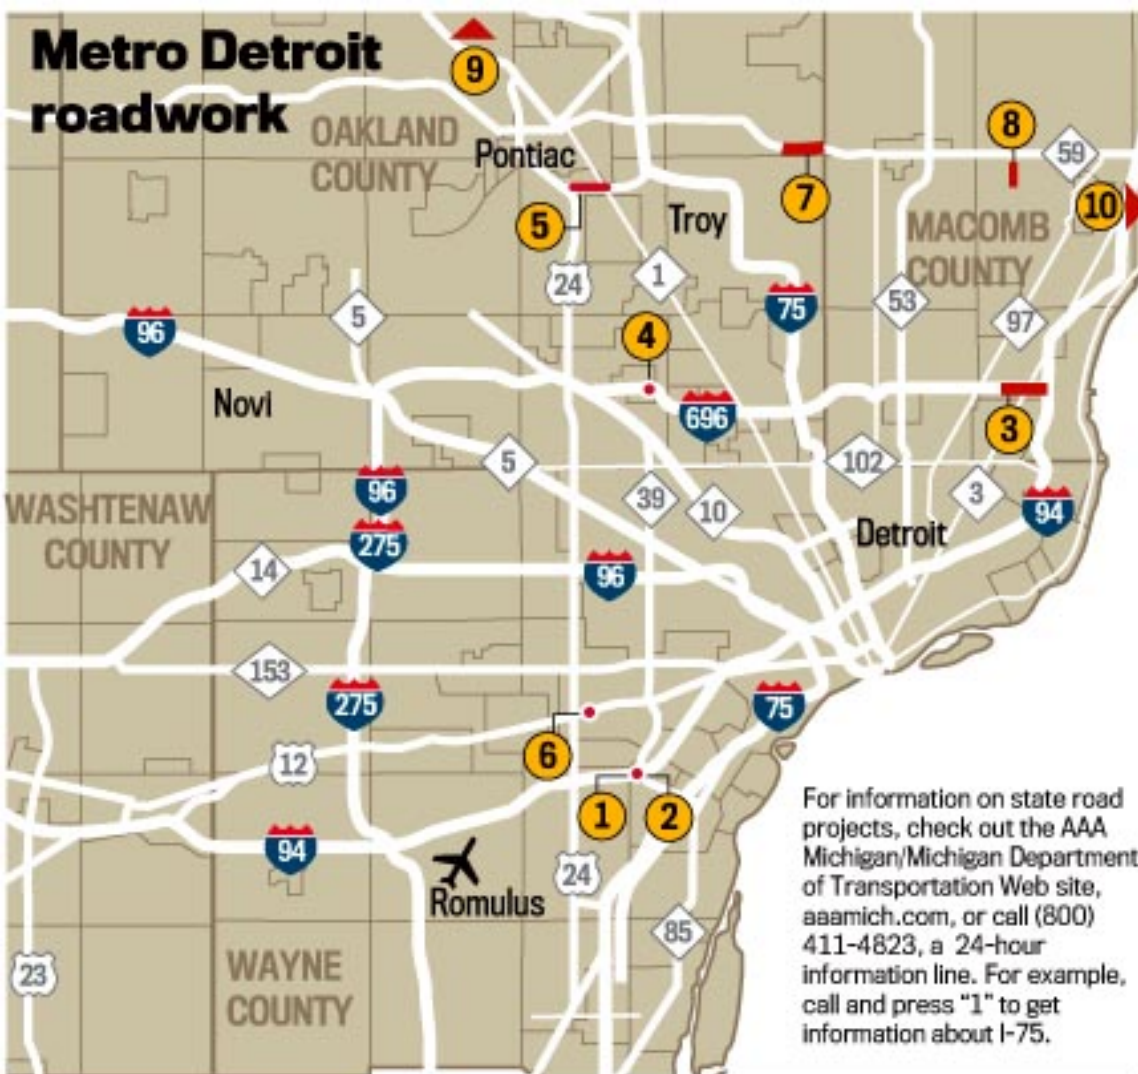 Metro Detroit
roadwork
9
OAKLAND
COUNTY
Pontiac
8
59
7
10
5
Troy
MACOMB
COUNTY
24
1
5
96
75
53
97
4
Novi
696
3
5
102
96
39
10
3
94
WASHTENAW
COUNTY
275
Detroit
14
96
153
275
75
6
12
1
2
94
24
Romulus
85
23
WAYNE
COUNTY
For information on state road
projects, check out the AAA
Michigan/Michigan Department
of Transportation Web site,
aaamich.com, or call (800)
411-4823, a 24-hour
information line. For example,
call and press "1" to get
information about I-75.